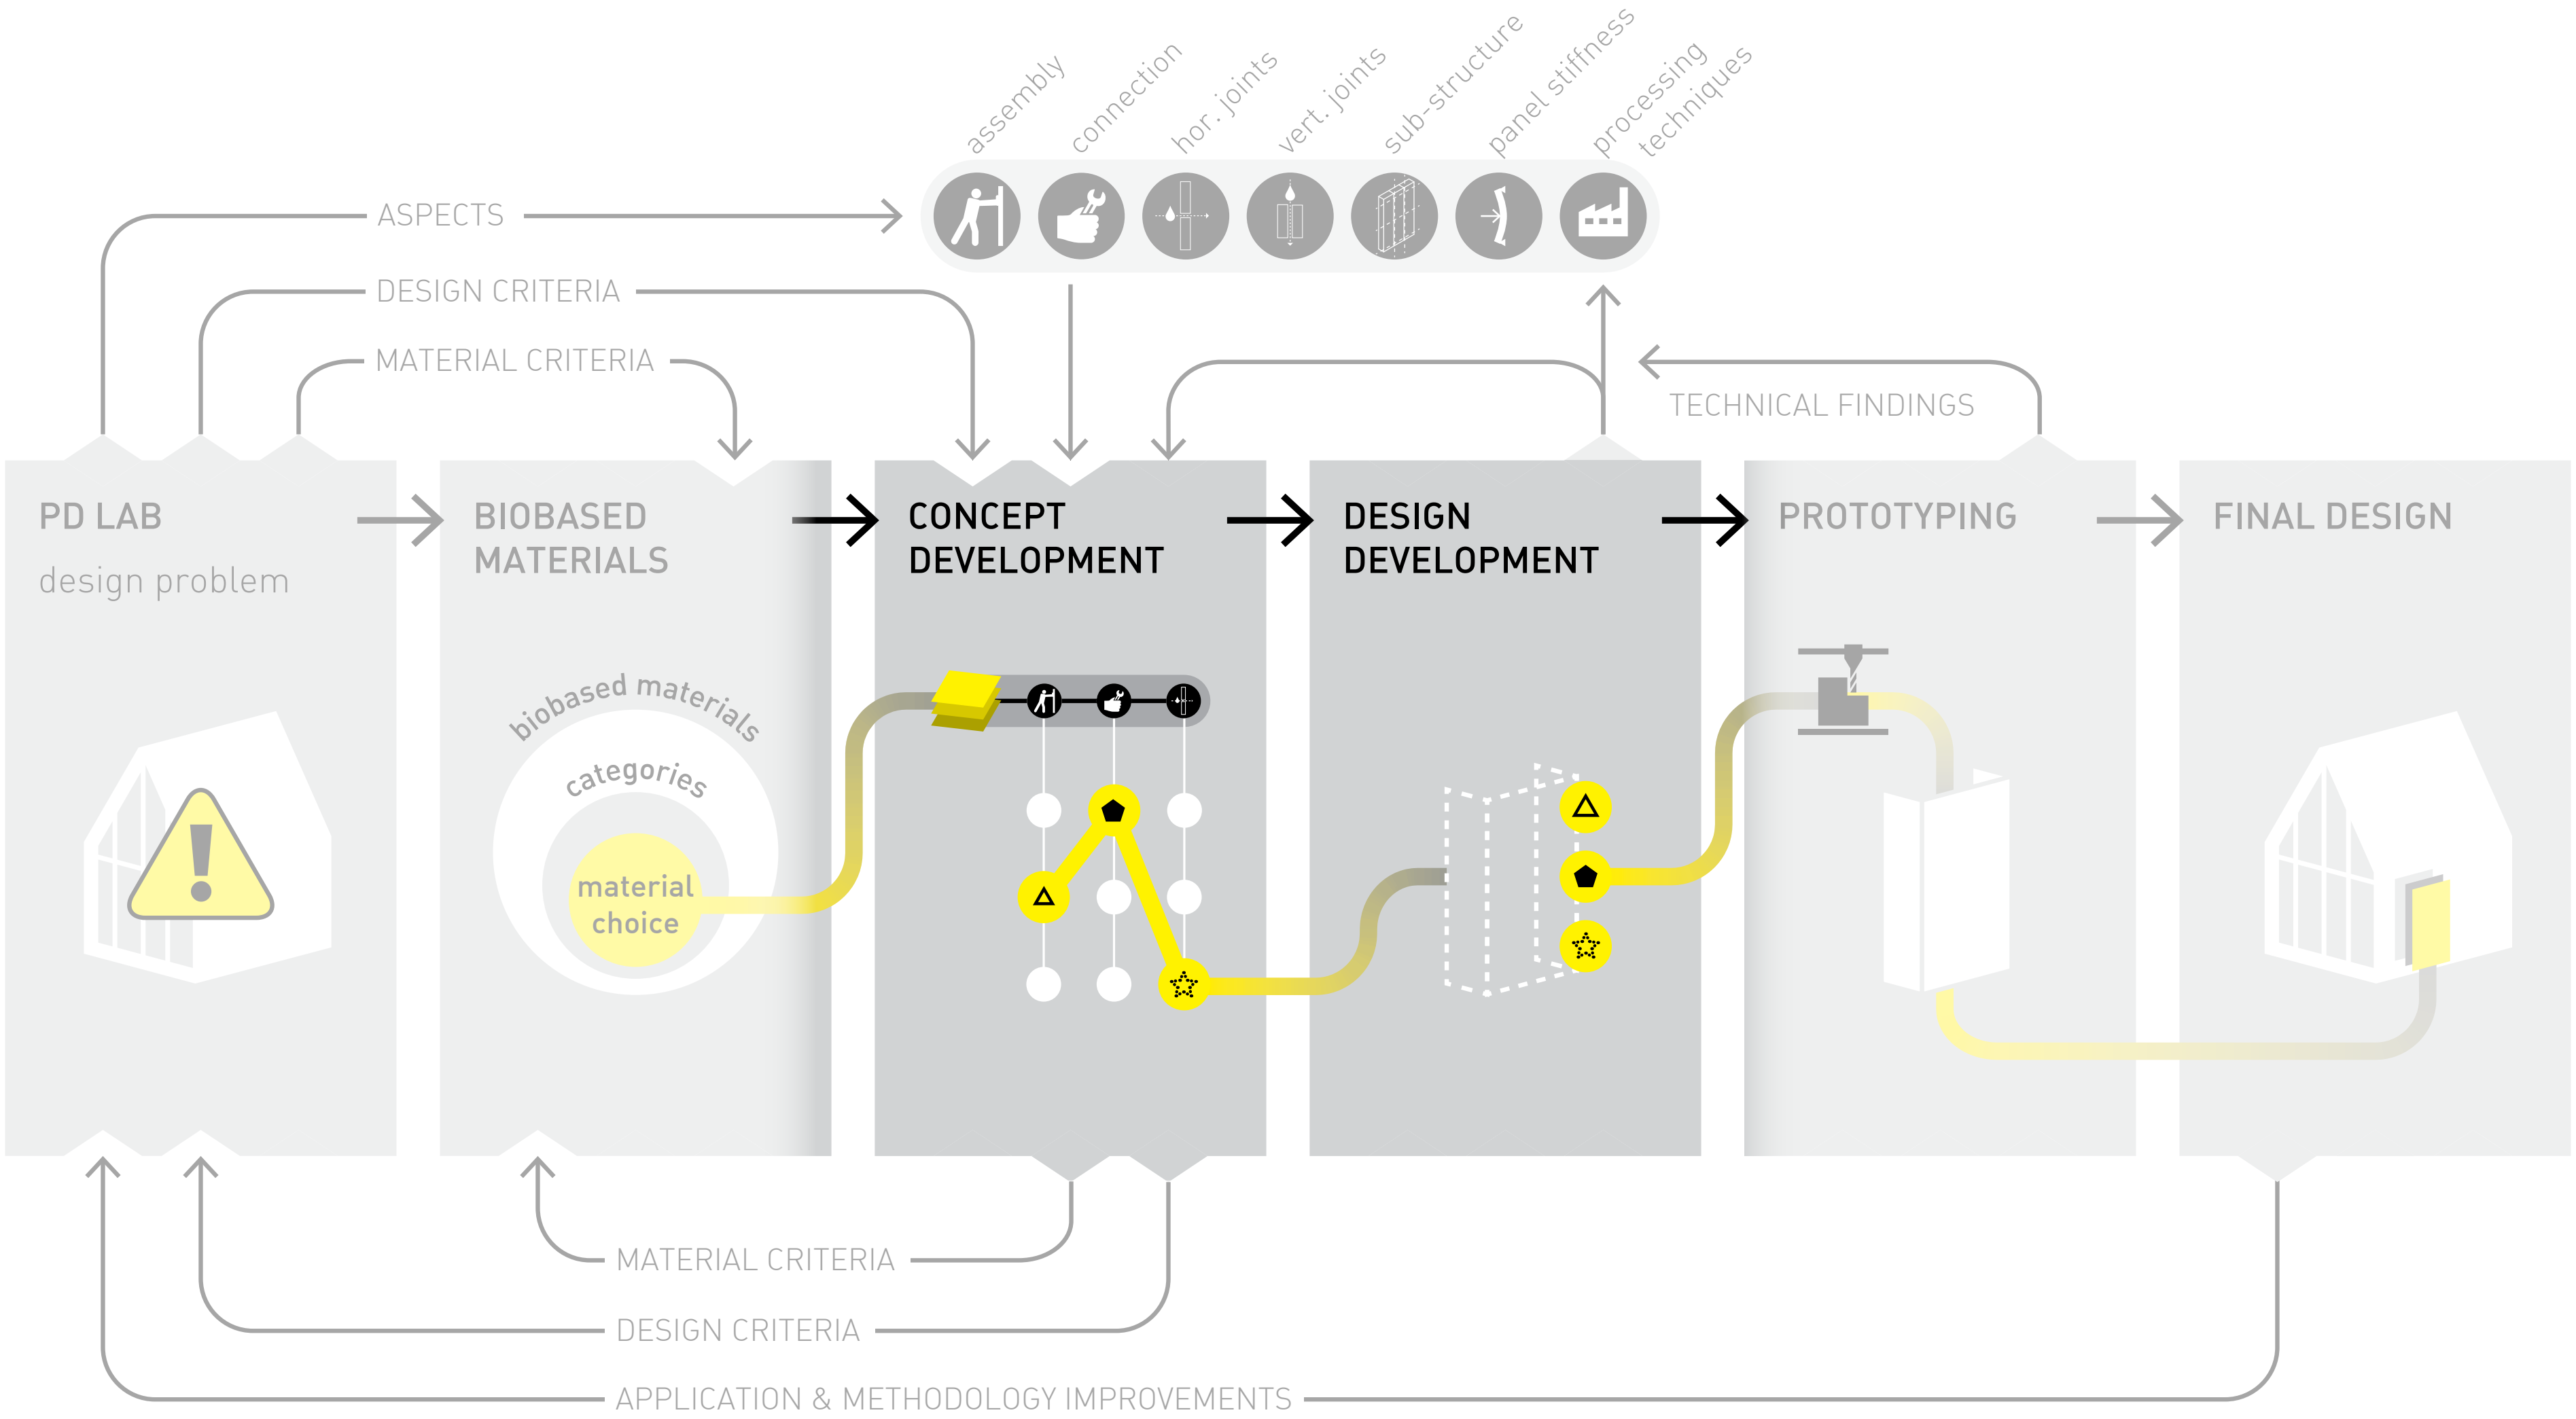 assembly
connection
hor. joints
vert. joints
sub-structure
panel stiffness
processing
techniques
ASPECTS
DESIGN CRITERIA
MATERIAL CRITERIA
TECHNICAL FINDINGS
PD LAB
design problem
BIOBASED
MATERIALS
biobased materials
categories
material
choice
CONCEPT
DEVELOPMENT
DESIGN
DEVELOPMENT
PROTOTYPING
FINAL DESIGN
MATERIAL CRITERIA
DESIGN CRITERIA
APPLICATION & METHODOLOGY IMPROVEMENTS